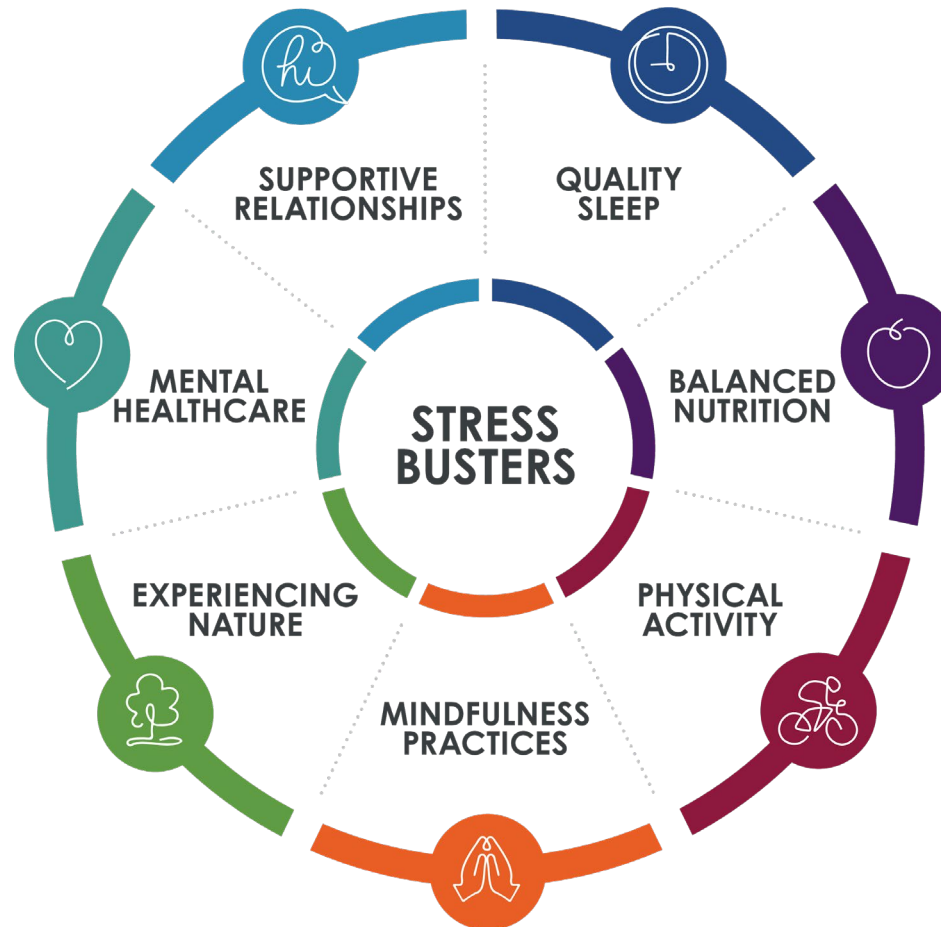 hi
SUPPORTIVE
RELATIONSHIPS
QUALITY
SLEEP
MENTAL
HEALTHCARE
BALANCED
NUTRITION
STRESS
BUSTERS
EXPERIENCING
NATURE
PHYSICAL
ACTIVITY
MINDFULNESS
PRACTICES